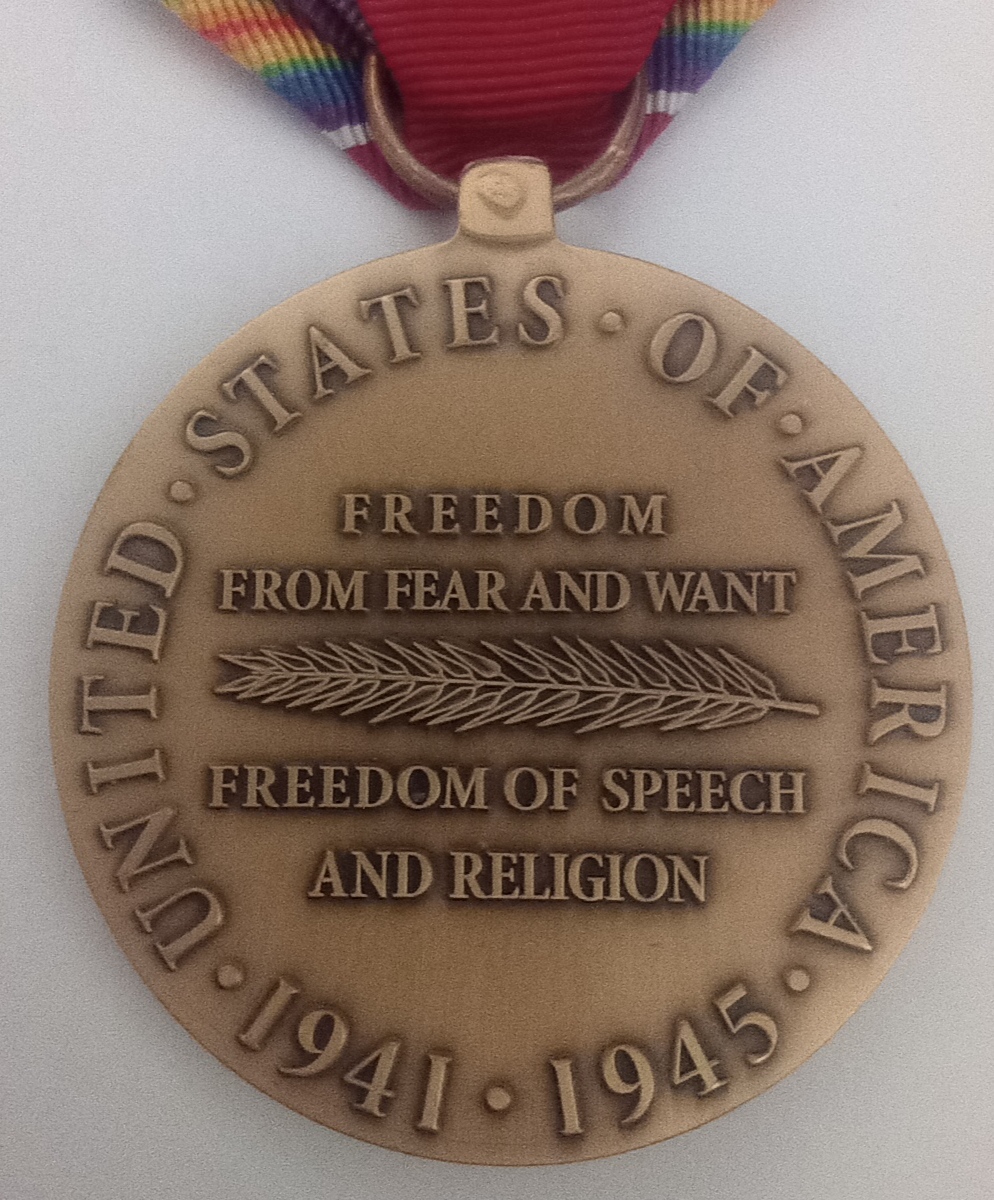 UNITED · STATES · OF · AMERICA ·
FREEDOM
FROM FEAR AND WANT
FREEDOM OF SPEECH
AND RELIGION
· 1941 · 1945